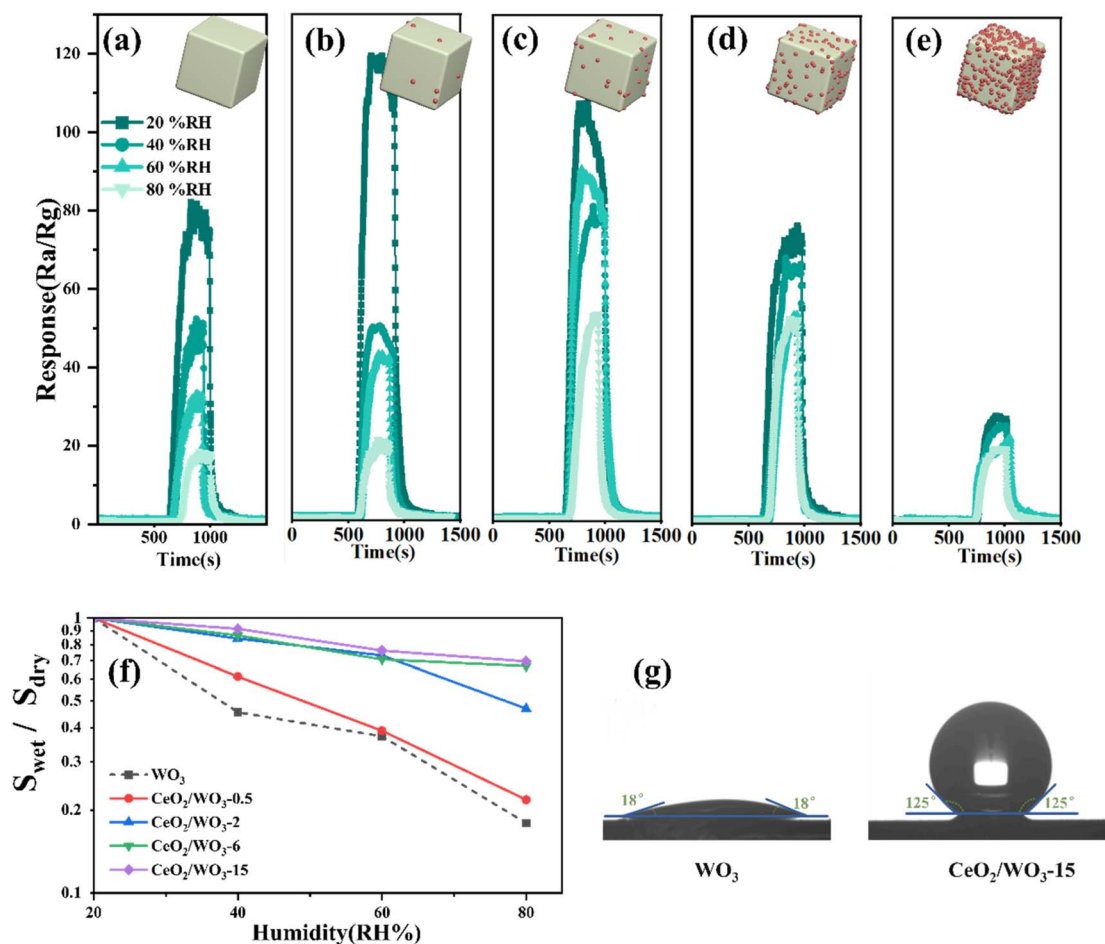 (a)
(b)
(c)
(d)
(e)
20 %RH
40 %RH
60 %RH
80 %RH
Response(Ra/Rg)
120
100
80
60
40
20
0
500 1000
Time(s)
0 500 1000 1500
Time(s)
0 500 1000 1500
Time(s)
0 500 1000 1500
Time(s)
0 500 1000 1500
Time(s)
(f)
S_wet / S_dry
1
0.9
0.8
0.7
0.6
0.5
0.4
0.3
0.2
0.1
WO₃
CeO₂/WO₃-0.5
CeO₂/WO₃-2
CeO₂/WO₃-6
CeO₂/WO₃-15
20 40 60 80
Humidity(RH%)
(g)
18° 18°
WO₃
125° 125°
CeO₂/WO₃-15